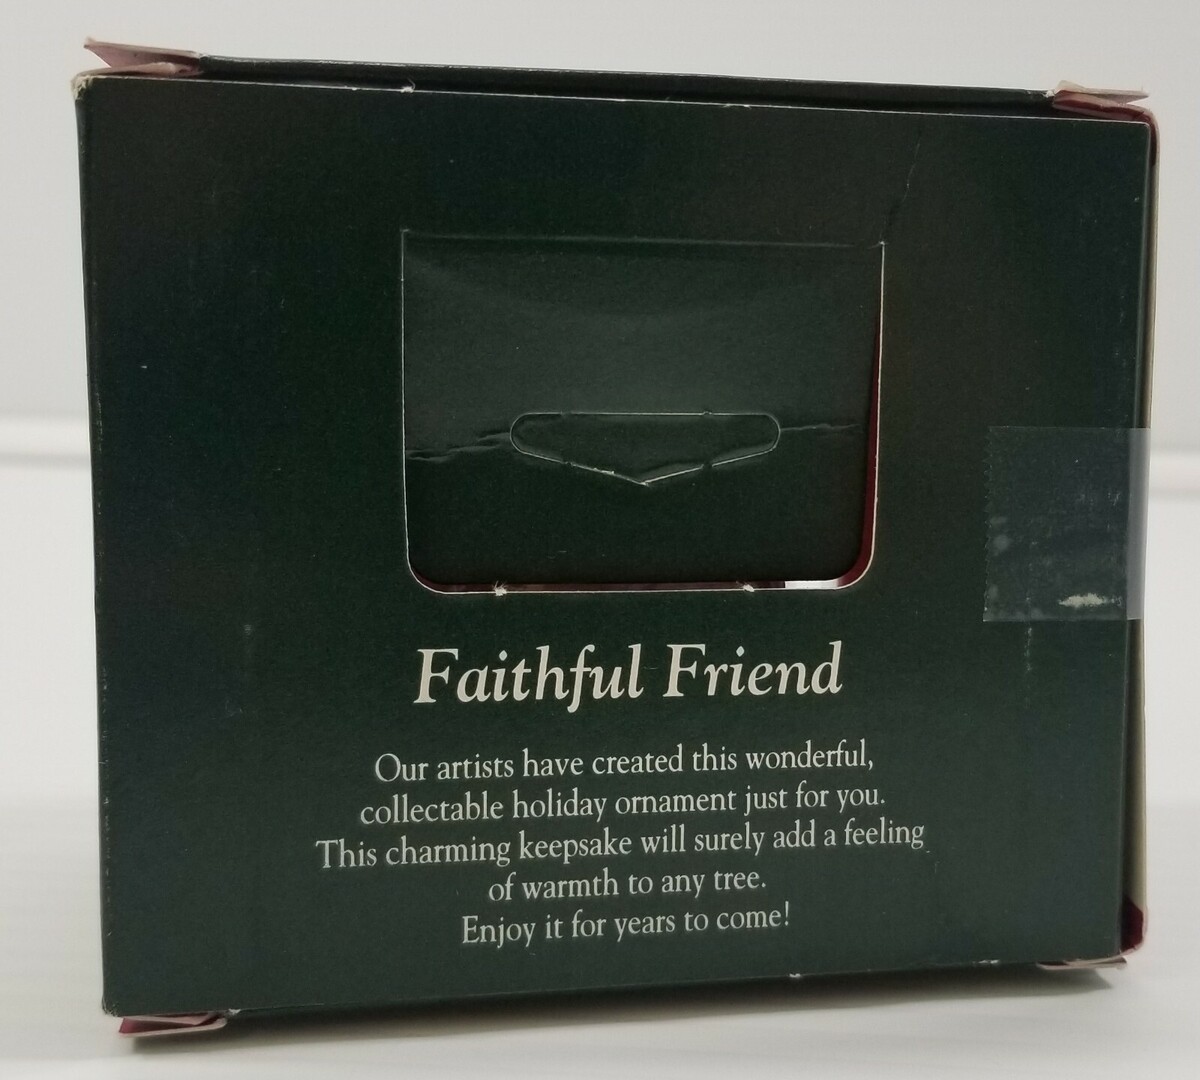 Faithful Friend
Our artists have created this wonderful,
collectable holiday ornament just for you.
This charming keepsake will surely add a feeling
of warmth to any tree.
Enjoy it for years to come!